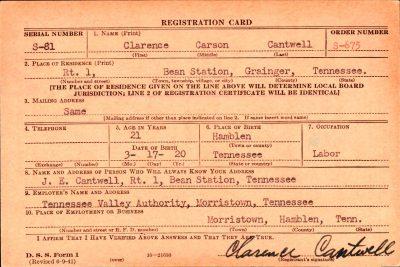 REGISTRATION CARD
SERIAL NUMBER 1. NAME (Print) ORDER NUMBER
S-81 Clarence Carson Cantwell S-675
(First) (Middle) (Last)
2. PLACE OF RESIDENCE (Print)
Rt. 1, Bean Station, Grainger, Tennessee.
(Number and street) (Town, township, village, or city) (County) (State)
[THE PLACE OF RESIDENCE GIVEN ON THE LINE ABOVE WILL DETERMINE LOCAL BOARD
JURISDICTION; LINE 2 OF REGISTRATION CERTIFICATE WILL BE IDENTICAL]
3. MAILING ADDRESS
Same
[Mailing address if other than place indicated on line 2. If same insert word same]
4. TELEPHONE 5. AGE IN YEARS 6. PLACE OF BIRTH 7. OCCUPATION
21 Hamblen
DATE OF BIRTH (Town or county)
3- 17- 20 Tennessee Labor
(Exchange) (Number) (Mo.) (Day) (Yr.) (State or country)
8. NAME AND ADDRESS OF PERSON WHO WILL ALWAYS KNOW YOUR ADDRESS
J. E. Cantwell, Rt. 1, Bean Station, Tennessee
9. EMPLOYER'S NAME AND ADDRESS
Tennessee Valley Authority, Morristown, Tennessee
10. PLACE OF EMPLOYMENT OR BUSINESS
Morristown, Hamblen, Tenn.
(Number and street or R. F. D. number) (Town) (County) (State)
I AFFIRM THAT I HAVE VERIFIED ABOVE ANSWERS AND THAT THEY ARE TRUE.
Clarence Cantwell
D. S. S. Form 1 (over) (Registrant's signature)
(Revised 6-9-41)